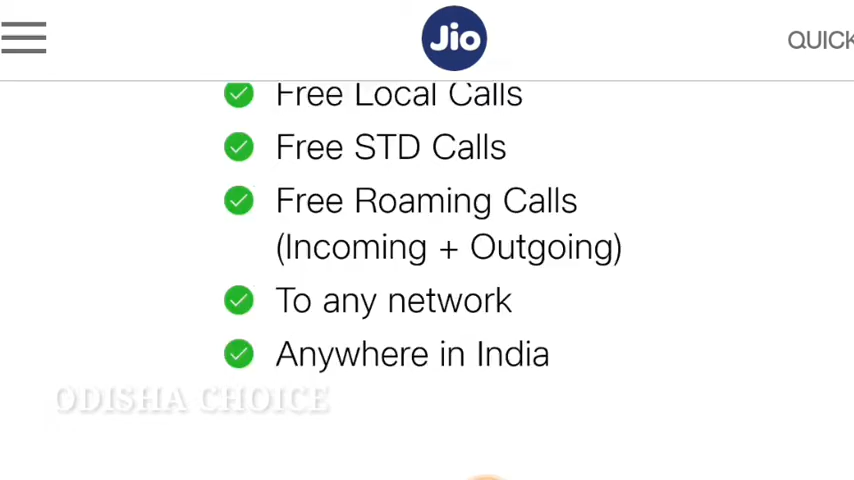 Jio
QUICK
Free Local Calls
Free STD Calls
Free Roaming Calls
(Incoming + Outgoing)
To any network
Anywhere in India
ODISHA CHOICE